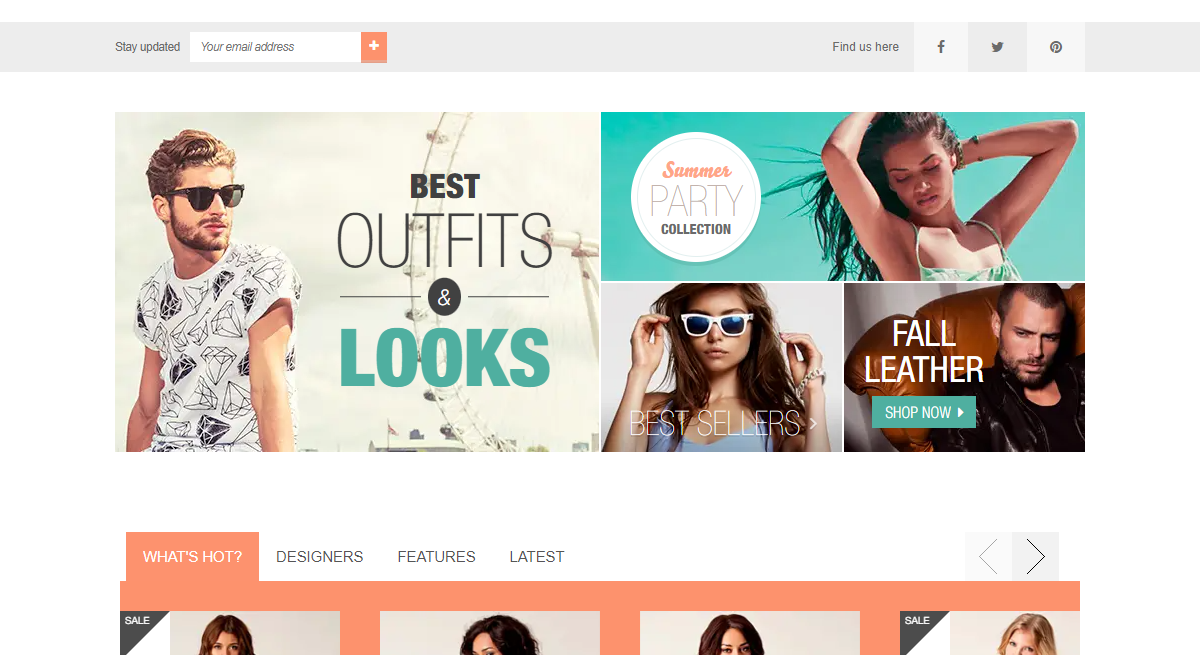 Stay updated
Your email address
Find us here
BEST
OUTFITS
&
LOOKS
Summer
PARTY
COLLECTION
BEST SELLERS
FALL
LEATHER
SHOP NOW
WHAT'S HOT?
DESIGNERS
FEATURES
LATEST
SALE
SALE